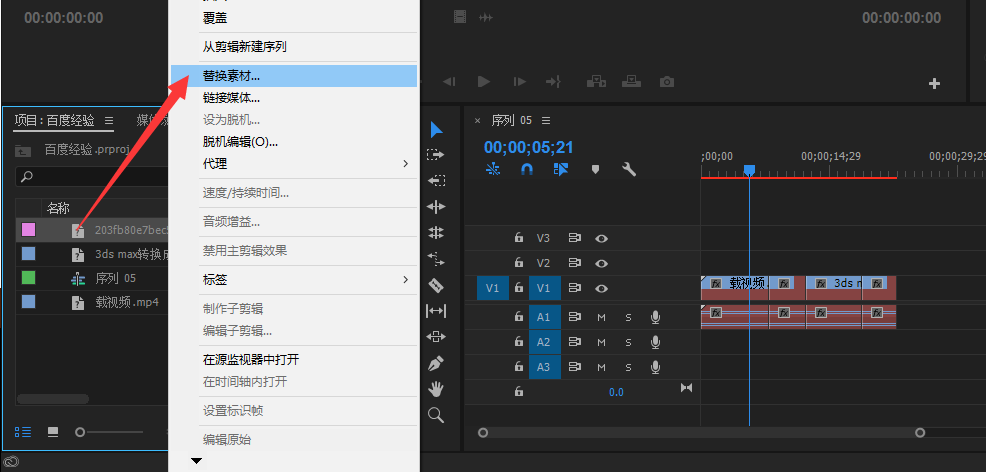 00:00:00:00
00:00:00:00
覆盖
从剪辑新建序列
替换素材...
链接媒体...
设为脱机...
脱机编辑(O)...
代理
速度/持续时间...
音频增益...
禁用主剪辑效果
标签
制作子剪辑
编辑子剪辑...
在源监视器中打开
在时间轴内打开
设置标识帧
编辑原始
项目: 百度经验
百度经验.prproj
名称
203fb80e7bec5
3ds max转换成
序列 05
载视频.mp4
× 序列 05
00;00;05;21
;00;00 00;00;14;29 00;00;29;29
V3
V2
V1 V1
fx 载视频. fx fx 3ds m fx
A1 M S
fx fx fx fx
A2 M S
A3 M S
0.0